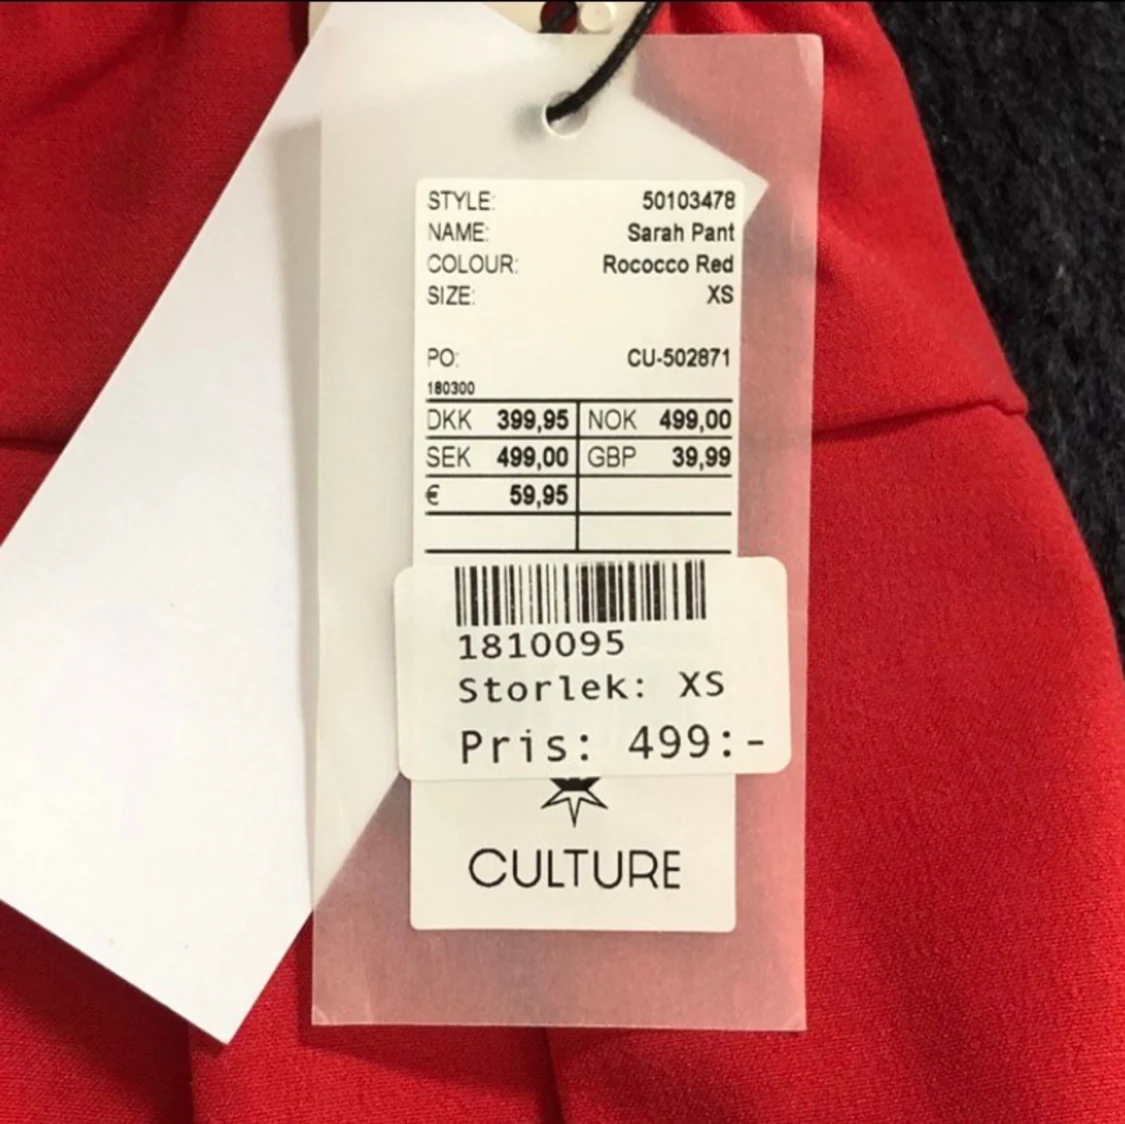 STYLE: 50103478
NAME: Sarah Pant
COLOUR: Rococco Red
SIZE: XS
PO: CU-502871
180300
DKK 399,95 NOK 499,00
SEK 499,00 GBP 39,99
€ 59,95
1810095
Storlek: XS
Pris: 499:-
CULTURE